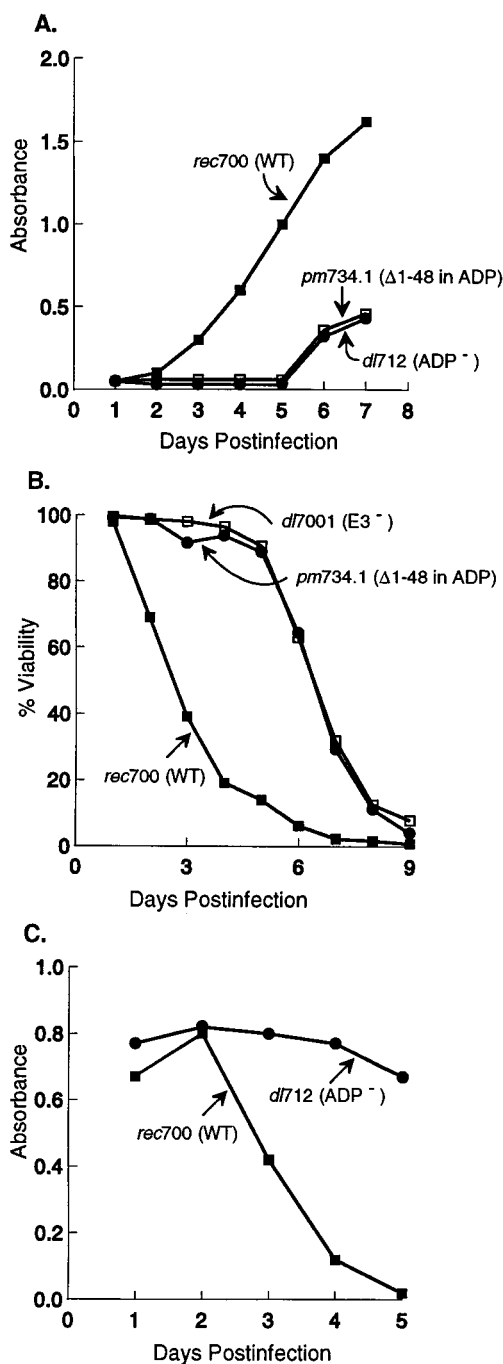 A.
2.0
1.5
1.0
0.5
0.0
Absorbance
rec700 (WT)
pm734.1 (Δ1-48 in ADP)
dl712 (ADP⁻)
0 1 2 3 4 5 6 7 8
Days Postinfection
B.
100
80
60
40
20
0
% Viability
dl7001 (E3⁻)
pm734.1 (Δ1-48 in ADP)
rec700 (WT)
0 3 6 9
Days Postinfection
C.
1.0
0.8
0.6
0.4
0.2
0.0
Absorbance
dl712 (ADP⁻)
rec700 (WT)
0 1 2 3 4 5
Days Postinfection